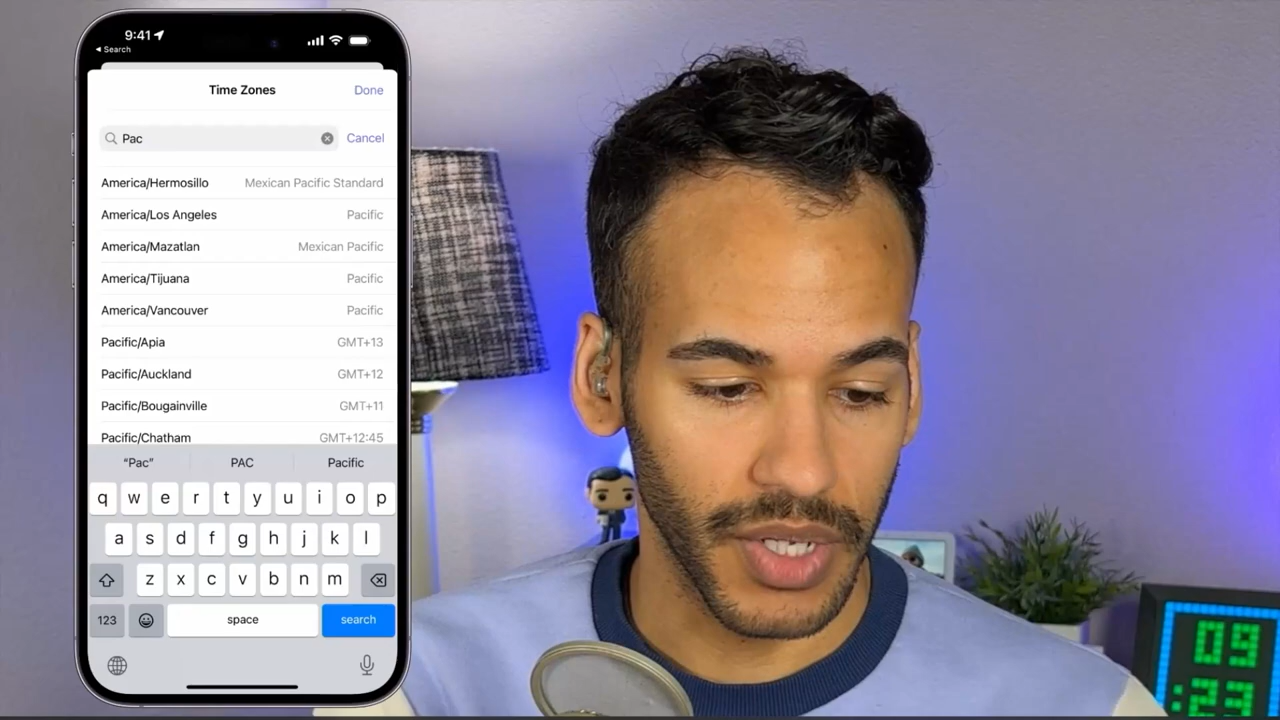 9:41
Search
Time Zones
Done
Pac
Cancel
America/Hermosillo Mexican Pacific Standard
America/Los Angeles Pacific
America/Mazatlan Mexican Pacific
America/Tijuana Pacific
America/Vancouver Pacific
Pacific/Apia GMT+13
Pacific/Auckland GMT+12
Pacific/Bougainville GMT+11
Pacific/Chatham GMT+12:45
“Pac” PAC Pacific
q w e r t y u i o p
a s d f g h j k l
z x c v b n m
123 space search
09
:23